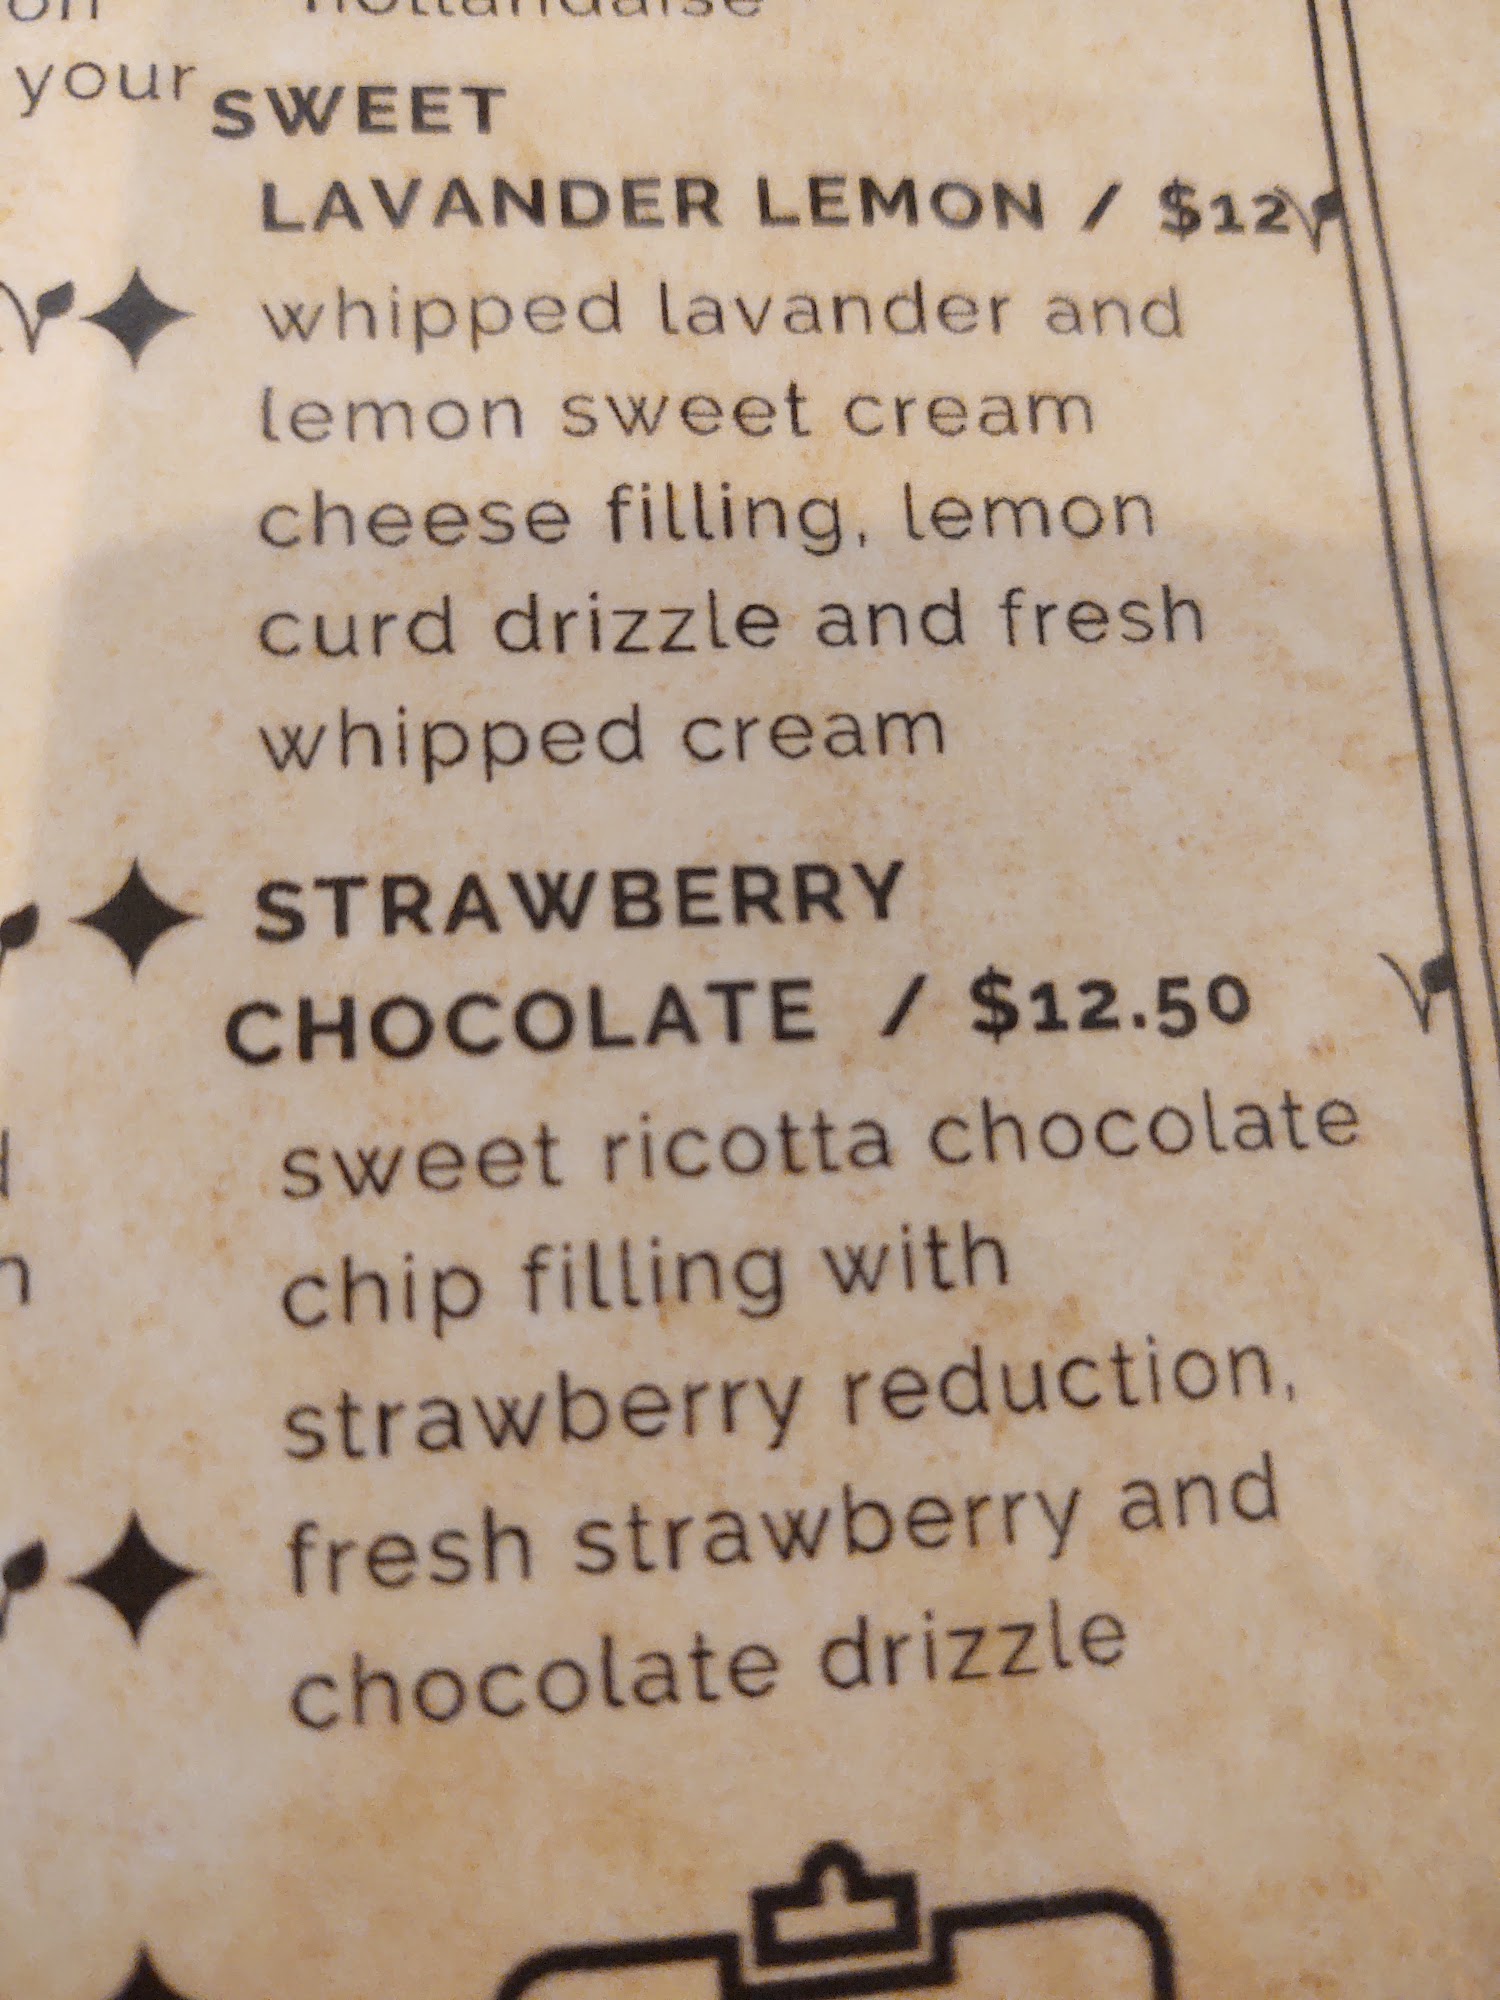 hollandaise
your
SWEET
LAVANDER LEMON / $12
whipped lavander and
lemon sweet cream
cheese filling, lemon
curd drizzle and fresh
whipped cream
STRAWBERRY
CHOCOLATE / $12.50
sweet ricotta chocolate
chip filling with
strawberry reduction,
fresh strawberry and
chocolate drizzle